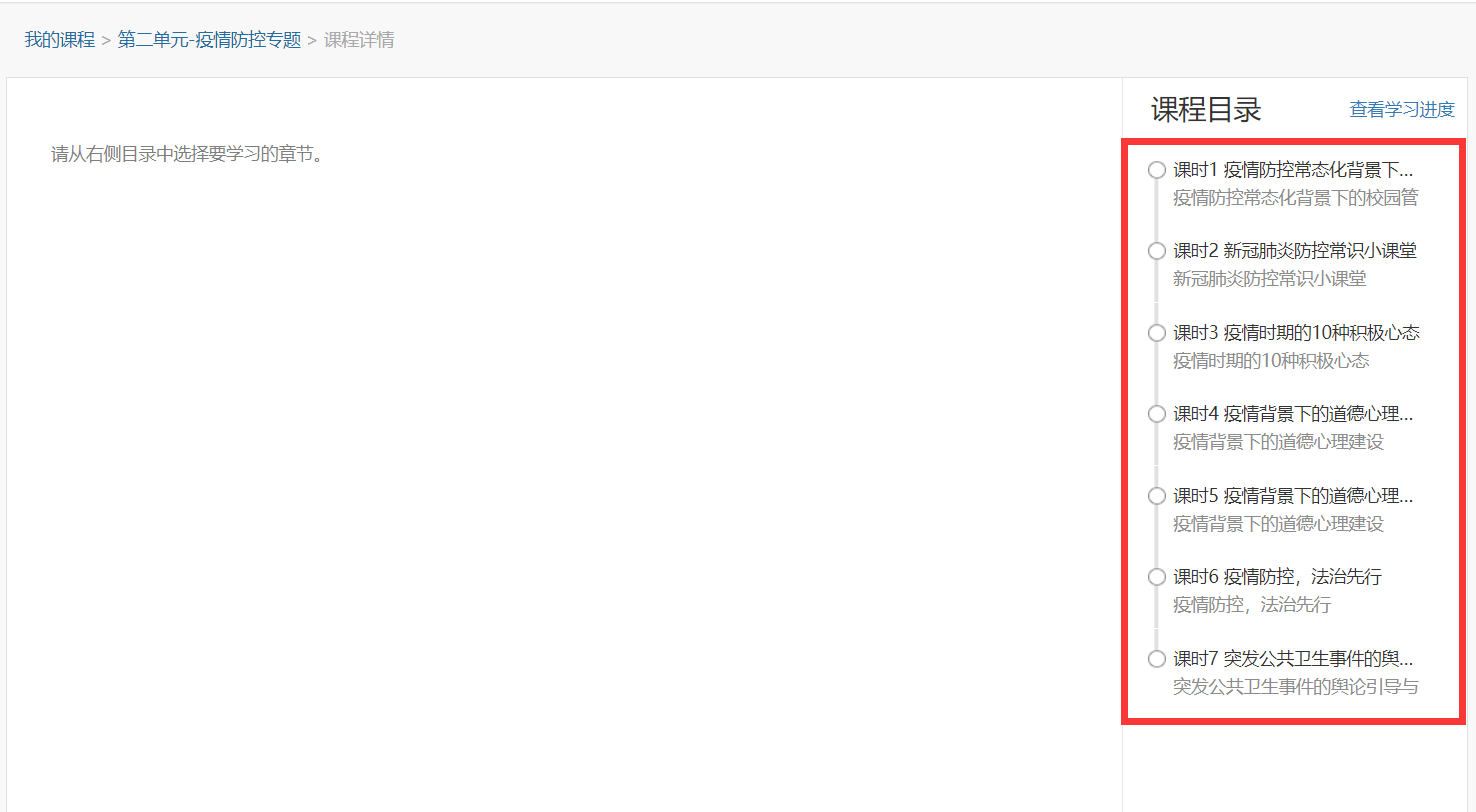 我的课程 > 第二单元-疫情防控专题 > 课程详情
请从右侧目录中选择要学习的章节。
课程目录 查看学习进度
课时1 疫情防控常态化背景下...
疫情防控常态化背景下的校园管
课时2 新冠肺炎防控常识小课堂
新冠肺炎防控常识小课堂
课时3 疫情时期的10种积极心态
疫情时期的10种积极心态
课时4 疫情背景下的道德心理...
疫情背景下的道德心理建设
课时5 疫情背景下的道德心理...
疫情背景下的道德心理建设
课时6 疫情防控，法治先行
疫情防控，法治先行
课时7 突发公共卫生事件的舆...
突发公共卫生事件的舆论引导与